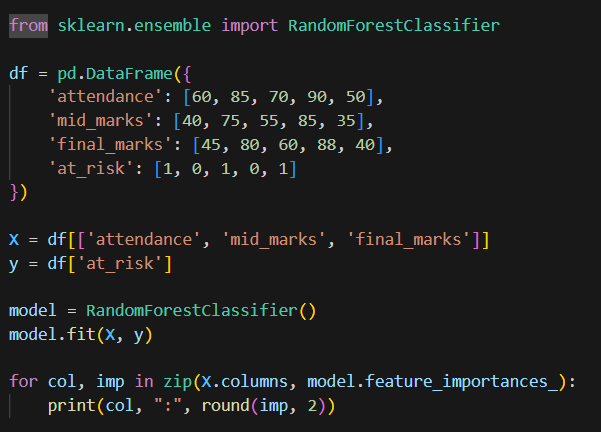 from sklearn.ensemble import RandomForestClassifier
df = pd.DataFrame({
    'attendance': [60, 85, 70, 90, 50],
    'mid_marks': [40, 75, 55, 85, 35],
    'final_marks': [45, 80, 60, 88, 40],
    'at_risk': [1, 0, 1, 0, 1]
})
X = df[['attendance', 'mid_marks', 'final_marks']]
y = df['at_risk']
model = RandomForestClassifier()
model.fit(X, y)
for col, imp in zip(X.columns, model.feature_importances_):
    print(col, ":", round(imp, 2))